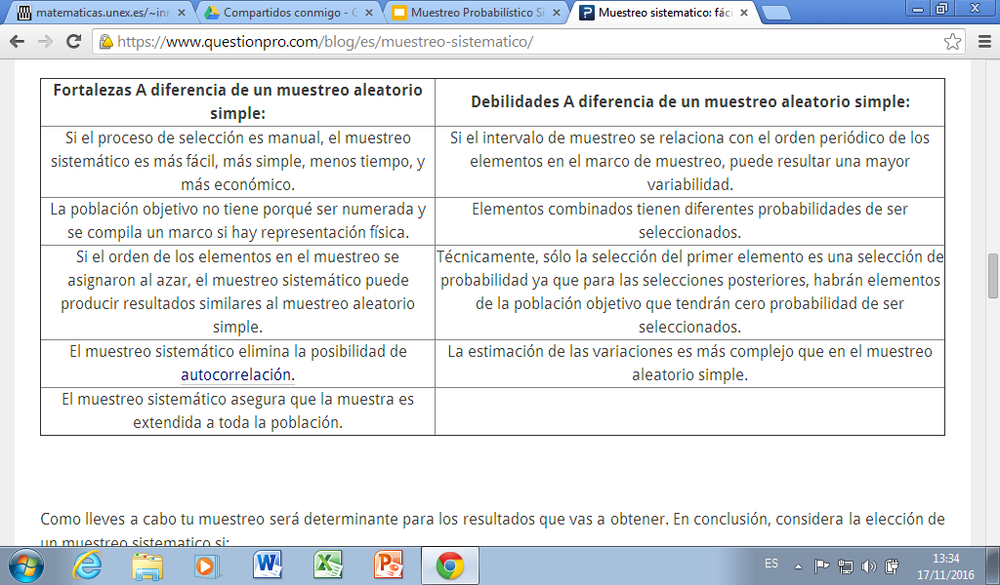 matematicas.unex.es/~inn
Compartidos conmigo - G
Muestreo Probabilístico Si
Muestreo sistematico: fác
https://www.questionpro.com/blog/es/muestreo-sistematico/
Fortalezas A diferencia de un muestreo aleatorio
simple:
Debilidades A diferencia de un muestreo aleatorio simple:
Si el proceso de selección es manual, el muestreo
sistemático es más fácil, más simple, menos tiempo, y
más económico.
Si el intervalo de muestreo se relaciona con el orden periódico de los
elementos en el marco de muestreo, puede resultar una mayor
variabilidad.
La población objetivo no tiene porqué ser numerada y
se compila un marco si hay representación física.
Elementos combinados tienen diferentes probabilidades de ser
seleccionados.
Si el orden de los elementos en el muestreo se
asignaron al azar, el muestreo sistemático puede
producir resultados similares al muestreo aleatorio
simple.
Técnicamente, sólo la selección del primer elemento es una selección de
probabilidad ya que para las selecciones posteriores, habrán elementos
de la población objetivo que tendrán cero probabilidad de ser
seleccionados.
El muestreo sistemático elimina la posibilidad de
autocorrelación.
La estimación de las variaciones es más complejo que en el muestreo
aleatorio simple.
El muestreo sistemático asegura que la muestra es
extendida a toda la población.
Como lleves a cabo tu muestreo será determinante para los resultados que vas a obtener. En conclusión, considera la elección de
un muestreo sistematico si:
ES
13:34
17/11/2016